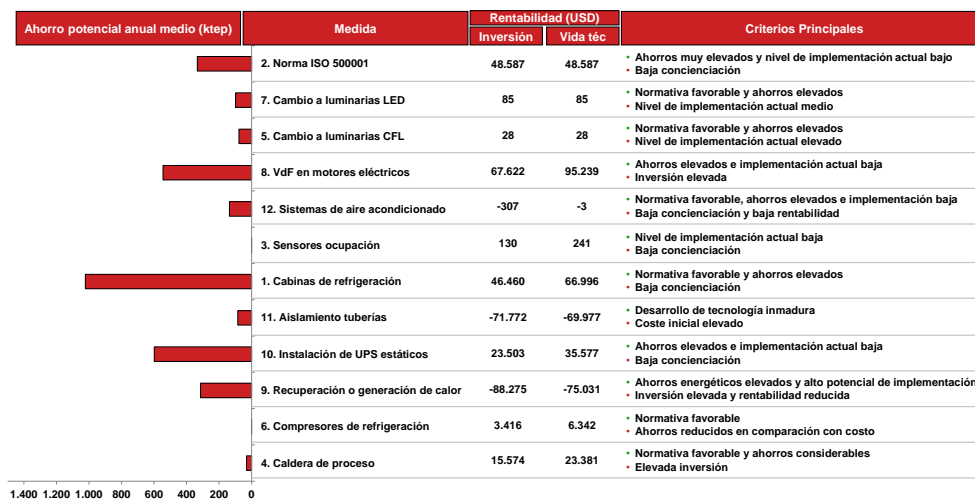 Ahorro potencial anual medio (ktep) Medida Rentabilidad (USD) Criterios Principales
Inversión Vida téc
2. Norma ISO 500001 48.587 48.587
• Ahorros muy elevados y nivel de implementación actual bajo
• Baja concienciación
7. Cambio a luminarias LED 85 85
• Normativa favorable y ahorros elevados
• Nivel de implementación actual medio
5. Cambio a luminarias CFL 28 28
• Normativa favorable y ahorros elevados
• Nivel de implementación actual elevado
8. VdF en motores eléctricos 67.622 95.239
• Ahorros elevados e implementación actual baja
• Inversión elevada
12. Sistemas de aire acondicionado -307 -3
• Normativa favorable, ahorros elevados e implementación baja
• Baja concienciación y baja rentabilidad
3. Sensores ocupación 130 241
• Nivel de implementación actual baja
• Baja concienciación
1. Cabinas de refrigeración 46.460 66.996
• Normativa favorable y ahorros elevados
• Baja concienciación
11. Aislamiento tuberías -71.772 -69.977
• Desarrollo de tecnología inmadura
• Coste inicial elevado
10. Instalación de UPS estáticos 23.503 35.577
• Ahorros elevados e implementación actual baja
• Baja concienciación
9. Recuperación o generación de calor -88.275 -75.031
• Ahorros energéticos elevados y alto potencial de implementación
• Inversión elevada y rentabilidad reducida
6. Compresores de refrigeración 3.416 6.342
• Normativa favorable
• Ahorros reducidos en comparación con costo
4. Caldera de proceso 15.574 23.381
• Normativa favorable y ahorros considerables
• Elevada inversión
1.400 1.000 800 600 400 200 0